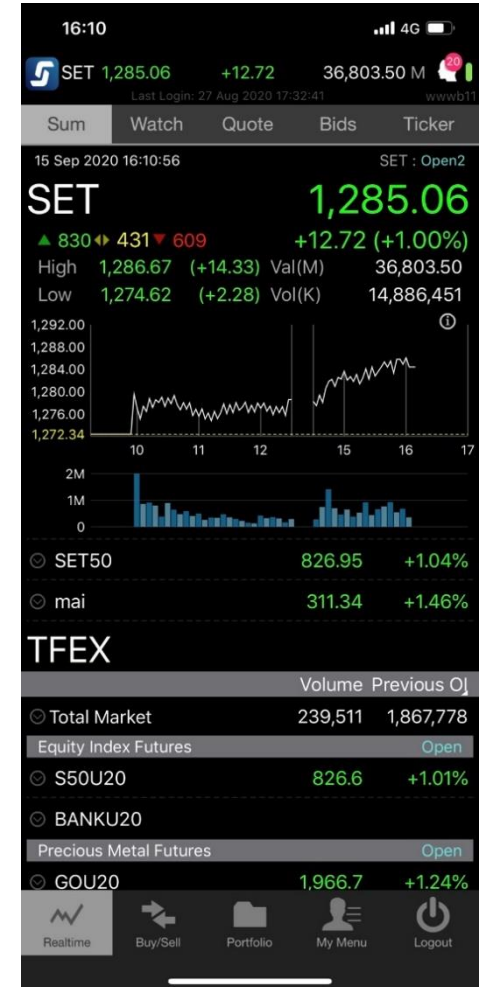 16:10 4G
SET 1,285.06 +12.72 36,803.50 M 20
Last Login: 27 Aug 2020 17:32:41 wwwb11
Sum Watch Quote Bids Ticker
15 Sep 2020 16:10:56 SET : Open2
SET 1,285.06
830 431 609 +12.72 (+1.00%)
High 1,286.67 (+14.33) Val(M) 36,803.50
Low 1,274.62 (+2.28) Vol(K) 14,886,451
1,292.00
1,288.00
1,284.00
1,280.00
1,276.00
1,272.34
10 11 12 15 16 17
2M
1M
0
SET50 826.95 +1.04%
mai 311.34 +1.46%
TFEX
Volume Previous OI
Total Market 239,511 1,867,778
Equity Index Futures Open
S50U20 826.6 +1.01%
BANKU20
Precious Metal Futures Open
GOU20 1,966.7 +1.24%
Realtime Buy/Sell Portfolio My Menu Logout